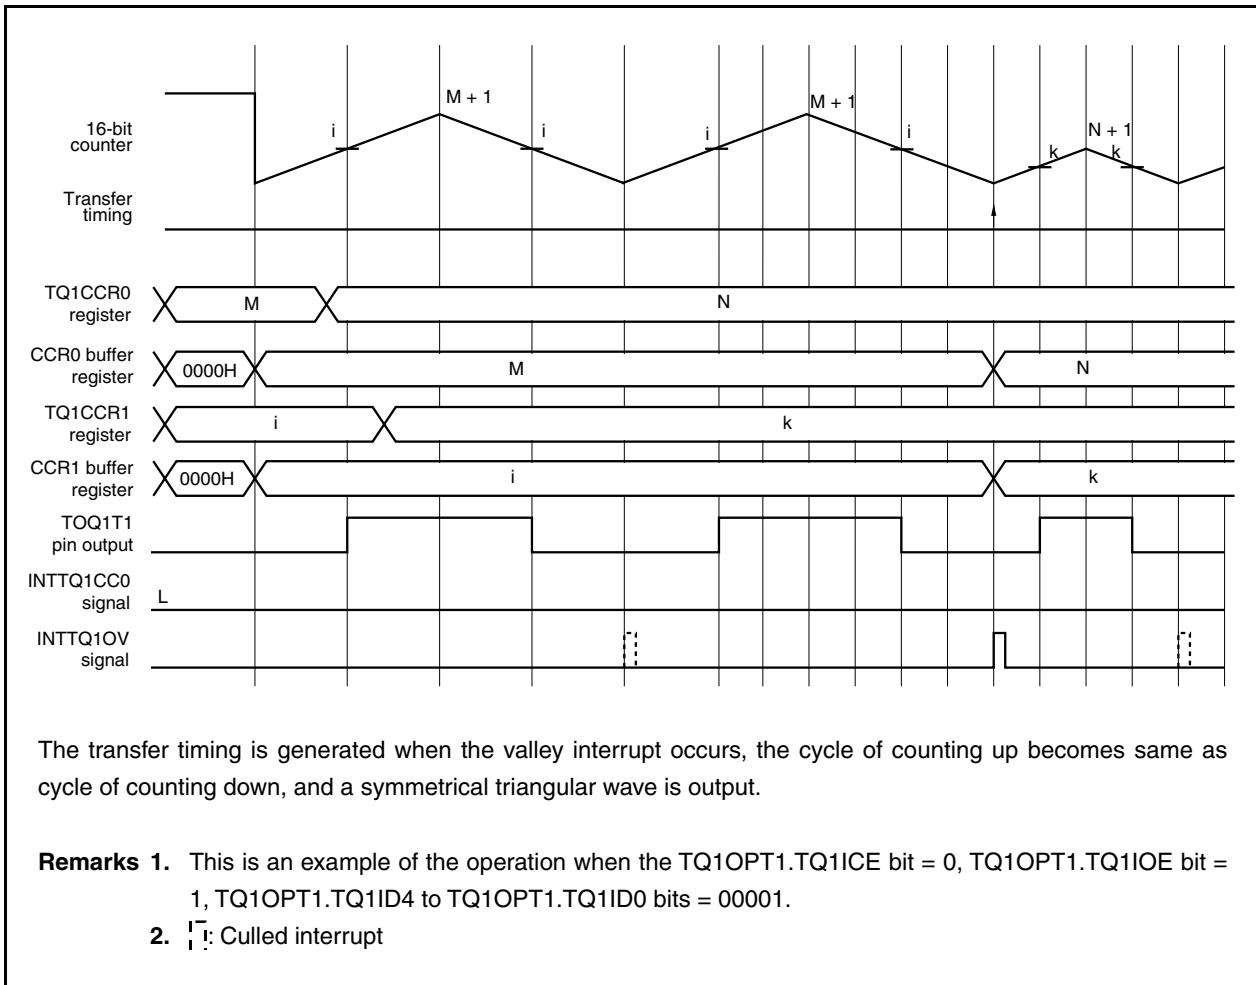 M + 1
M + 1
N + 1
i
i
i
i
k
k
16-bit
counter
Transfer
timing
TQ1CCR0
register
M
N
CCR0 buffer
register
0000H
M
N
TQ1CCR1
register
i
k
CCR1 buffer
register
0000H
i
k
TOQ1T1
pin output
INTTQ1CC0
signal
L
INTTQ1OV
signal
The transfer timing is generated when the valley interrupt occurs, the cycle of counting up becomes same as
cycle of counting down, and a symmetrical triangular wave is output.
Remarks 1. This is an example of the operation when the TQ1OPT1.TQ1ICE bit = 0, TQ1OPT1.TQ1IOE bit =
1, TQ1OPT1.TQ1ID4 to TQ1OPT1.TQ1ID0 bits = 00001.
2. : Culled interrupt